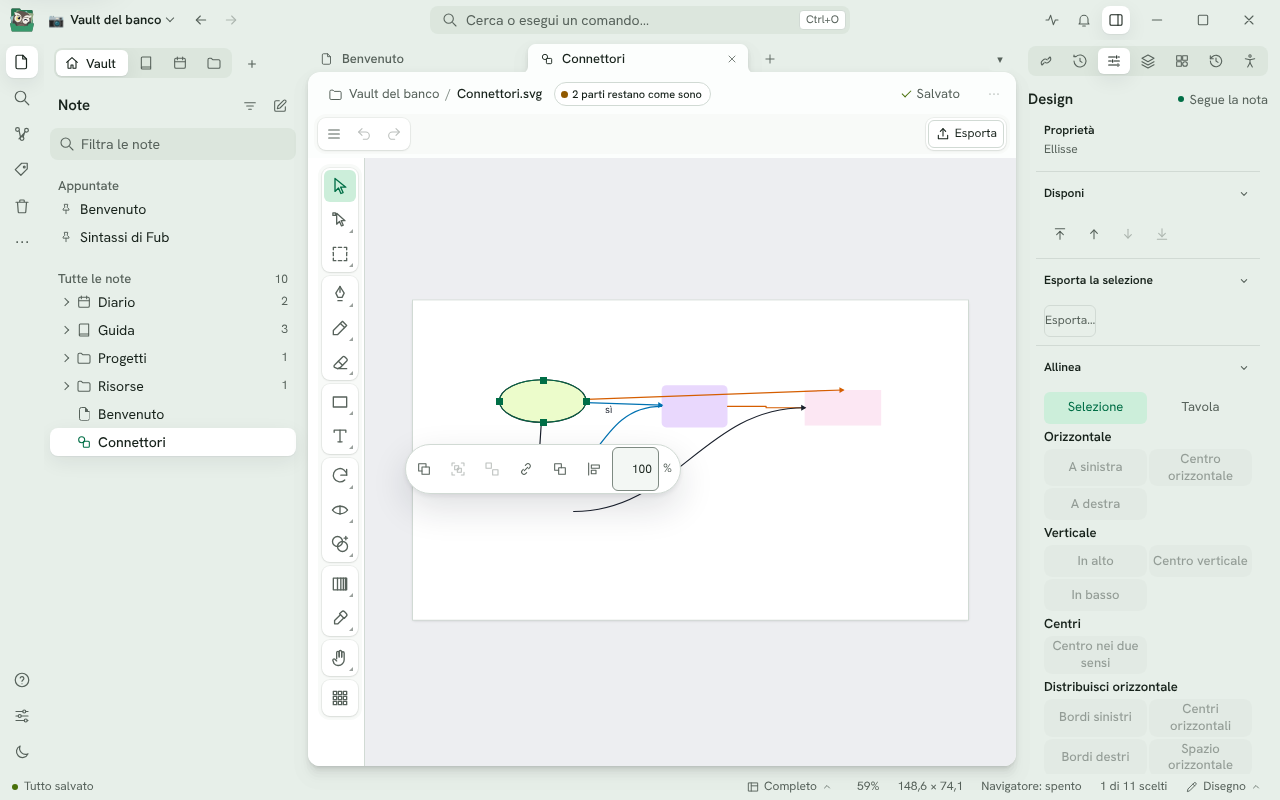 Vault del banco
Cerca o esegui un comando...
Ctrl+O
Vault
Note
Filtra le note
Appuntate
Benvenuto
Sintassi di Fub
Tutte le note 10
Diario 2
Guida 3
Progetti 1
Risorse 1
Benvenuto
Connettori
Tutto salvato
Benvenuto
Connettori
Vault del banco / Connettori.svg
2 parti restano come sono
Salvato
Esporta
sì
100 %
Design
Segue la nota
Proprietà
Ellisse
Disponi
Esporta la selezione
Esporta...
Allinea
Selezione
Tavola
Orizzontale
A sinistra
Centro
orizzontale
A destra
Verticale
In alto
Centro verticale
In basso
Centri
Centro nei due
sensi
Distribuisci orizzontale
Bordi sinistri
Centri
orizzontali
Bordi destri
Spazio
orizzontale
Completo
59%
148,6 × 74,1
Navigatore: spento
1 di 11 scelti
Disegno